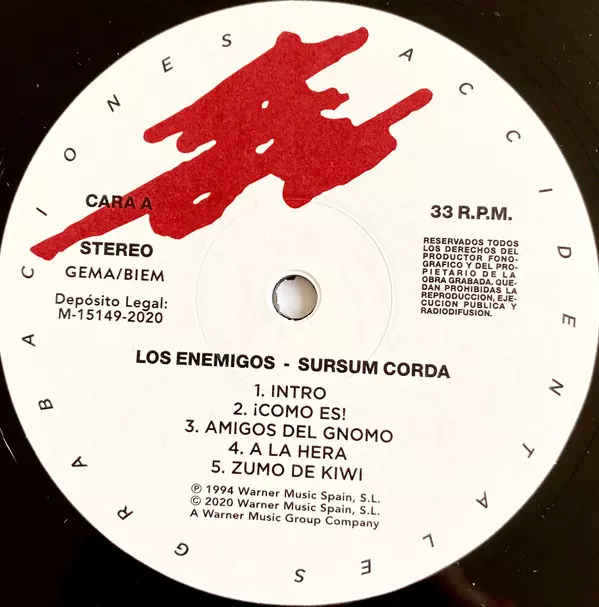 GRABACIONES ACCIDENTALES
CARA A
STEREO
GEMA/BIEM
Depósito Legal:
M-15149-2020
33 R.P.M.
RESERVADOS TODOS
LOS DERECHOS DEL
PRODUCTOR FONO-
GRAFICO Y DEL PRO-
PIETARIO DE LA
OBRA GRABADA. QUE-
DAN PROHIBIDAS LA
REPRODUCCION, EJE-
CUCION PUBLICA Y
RADIODIFUSION.
LOS ENEMIGOS - SURSUM CORDA
1. INTRO
2. ¡COMO ES!
3. AMIGOS DEL GNOMO
4. A LA HERA
5. ZUMO DE KIWI
℗ 1994 Warner Music Spain, S.L.
© 2020 Warner Music Spain, S.L.
A Warner Music Group Company